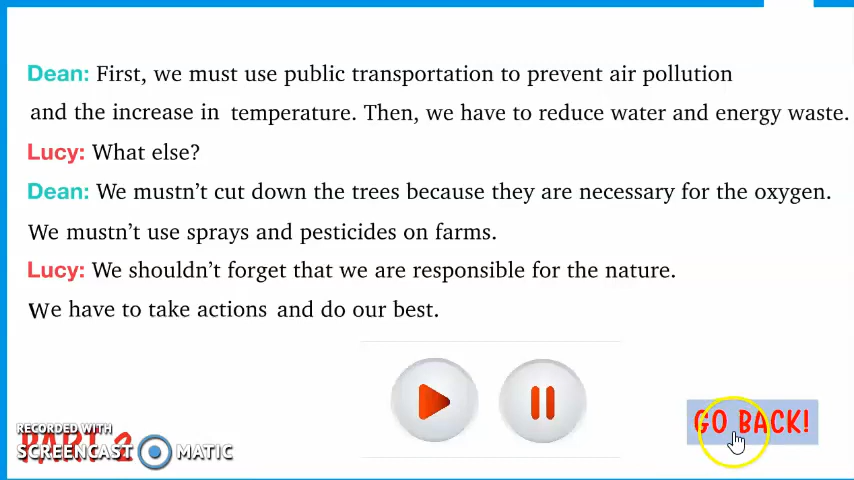 Dean: First, we must use public transportation to prevent air pollution
and the increase in temperature. Then, we have to reduce water and energy waste.
Lucy: What else?
Dean: We mustn't cut down the trees because they are necessary for the oxygen.
We mustn't use sprays and pesticides on farms.
Lucy: We shouldn't forget that we are responsible for the nature.
We have to take actions and do our best.
GO BACK!
PART 2
RECORDED WITH
SCREENCAST MATIC